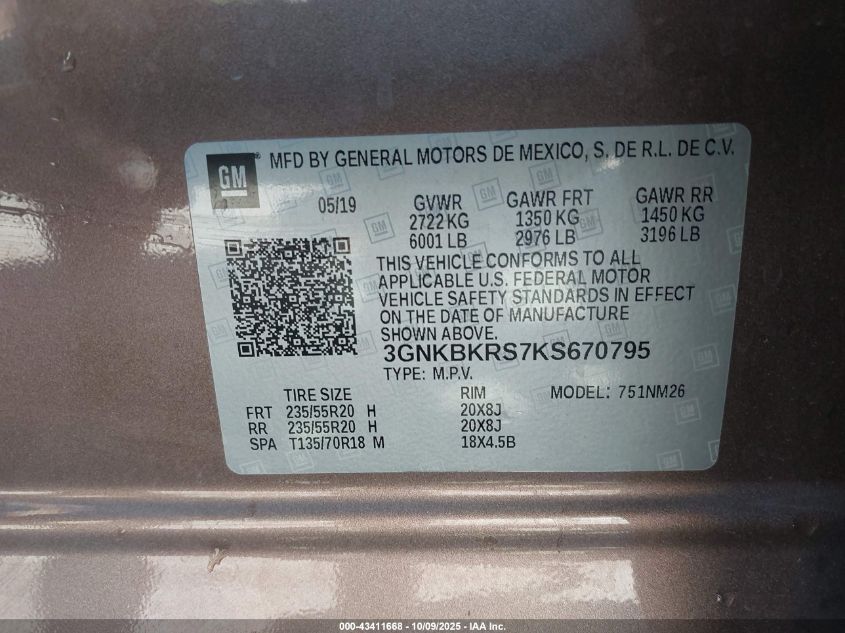 GM ® MFD BY GENERAL MOTORS DE MEXICO, S. DE R.L. DE C.V.
05/19 GVWR GAWR FRT GAWR RR
2722 KG 1350 KG 1450 KG
6001 LB 2976 LB 3196 LB
THIS VEHICLE CONFORMS TO ALL
APPLICABLE U.S. FEDERAL MOTOR
VEHICLE SAFETY STANDARDS IN EFFECT
ON THE DATE OF MANUFACTURE
SHOWN ABOVE.
3GNKBKRS7KS670795
TYPE: M.P.V.
TIRE SIZE RIM MODEL: 751NM26
FRT 235/55R20 H 20X8J
RR 235/55R20 H 20X8J
SPA T135/70R18 M 18X4.5B
000-43411668 - 10/09/2025 - IAA Inc.